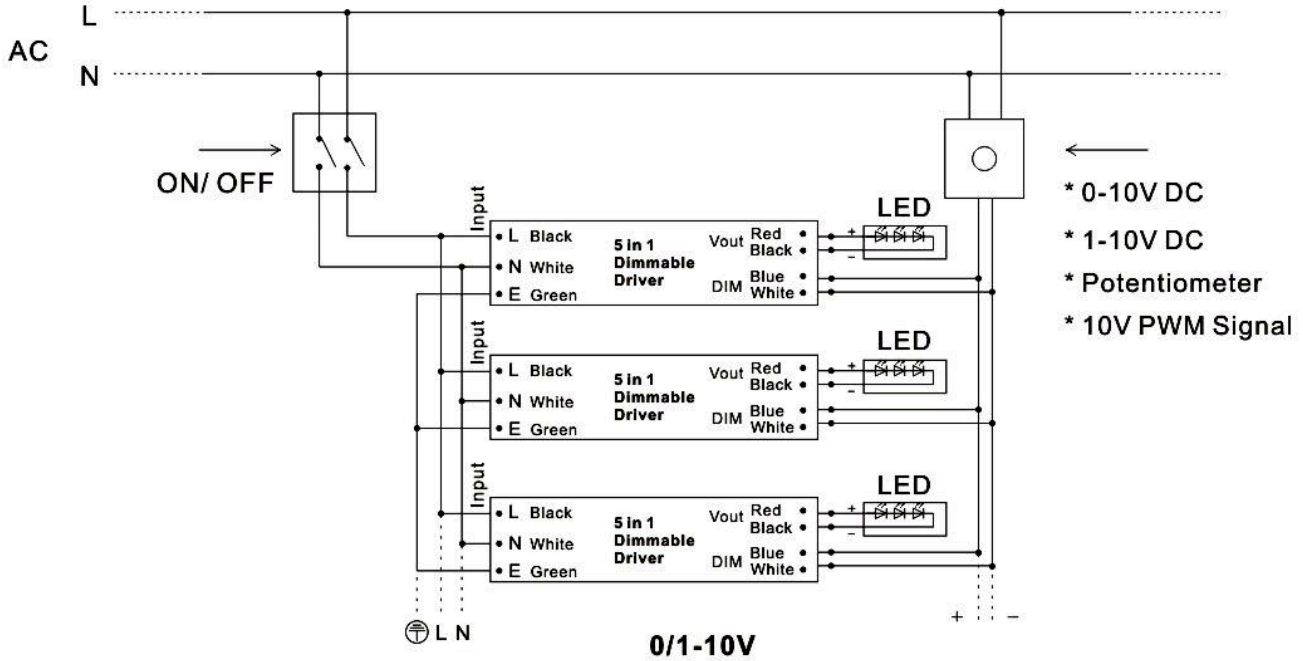 L
AC
N
ON/ OFF
* 0-10V DC
* 1-10V DC
* Potentiometer
* 10V PWM Signal
Input
L Black
N White
E Green
5 in 1
Dimmable
Driver
Vout Red
Black
DIM Blue
White
+
−
LED
Input
L Black
N White
E Green
5 in 1
Dimmable
Driver
Vout Red
Black
DIM Blue
White
+
−
LED
Input
L Black
N White
E Green
5 in 1
Dimmable
Driver
Vout Red
Black
DIM Blue
White
+
−
LED
L N
+ −
0/1-10V